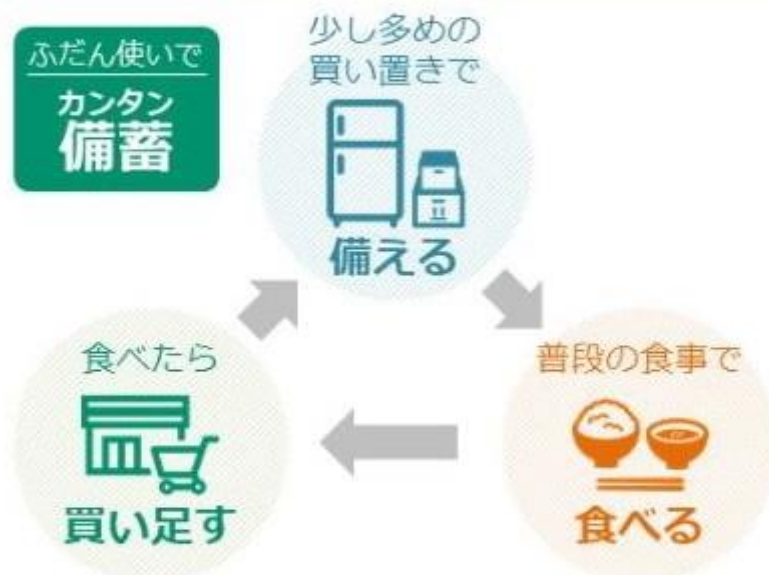 ふだん使いで
カンタン
備蓄
少し多めの
買い置きで
備える
普段の食事で
食べる
食べたら
買い足す